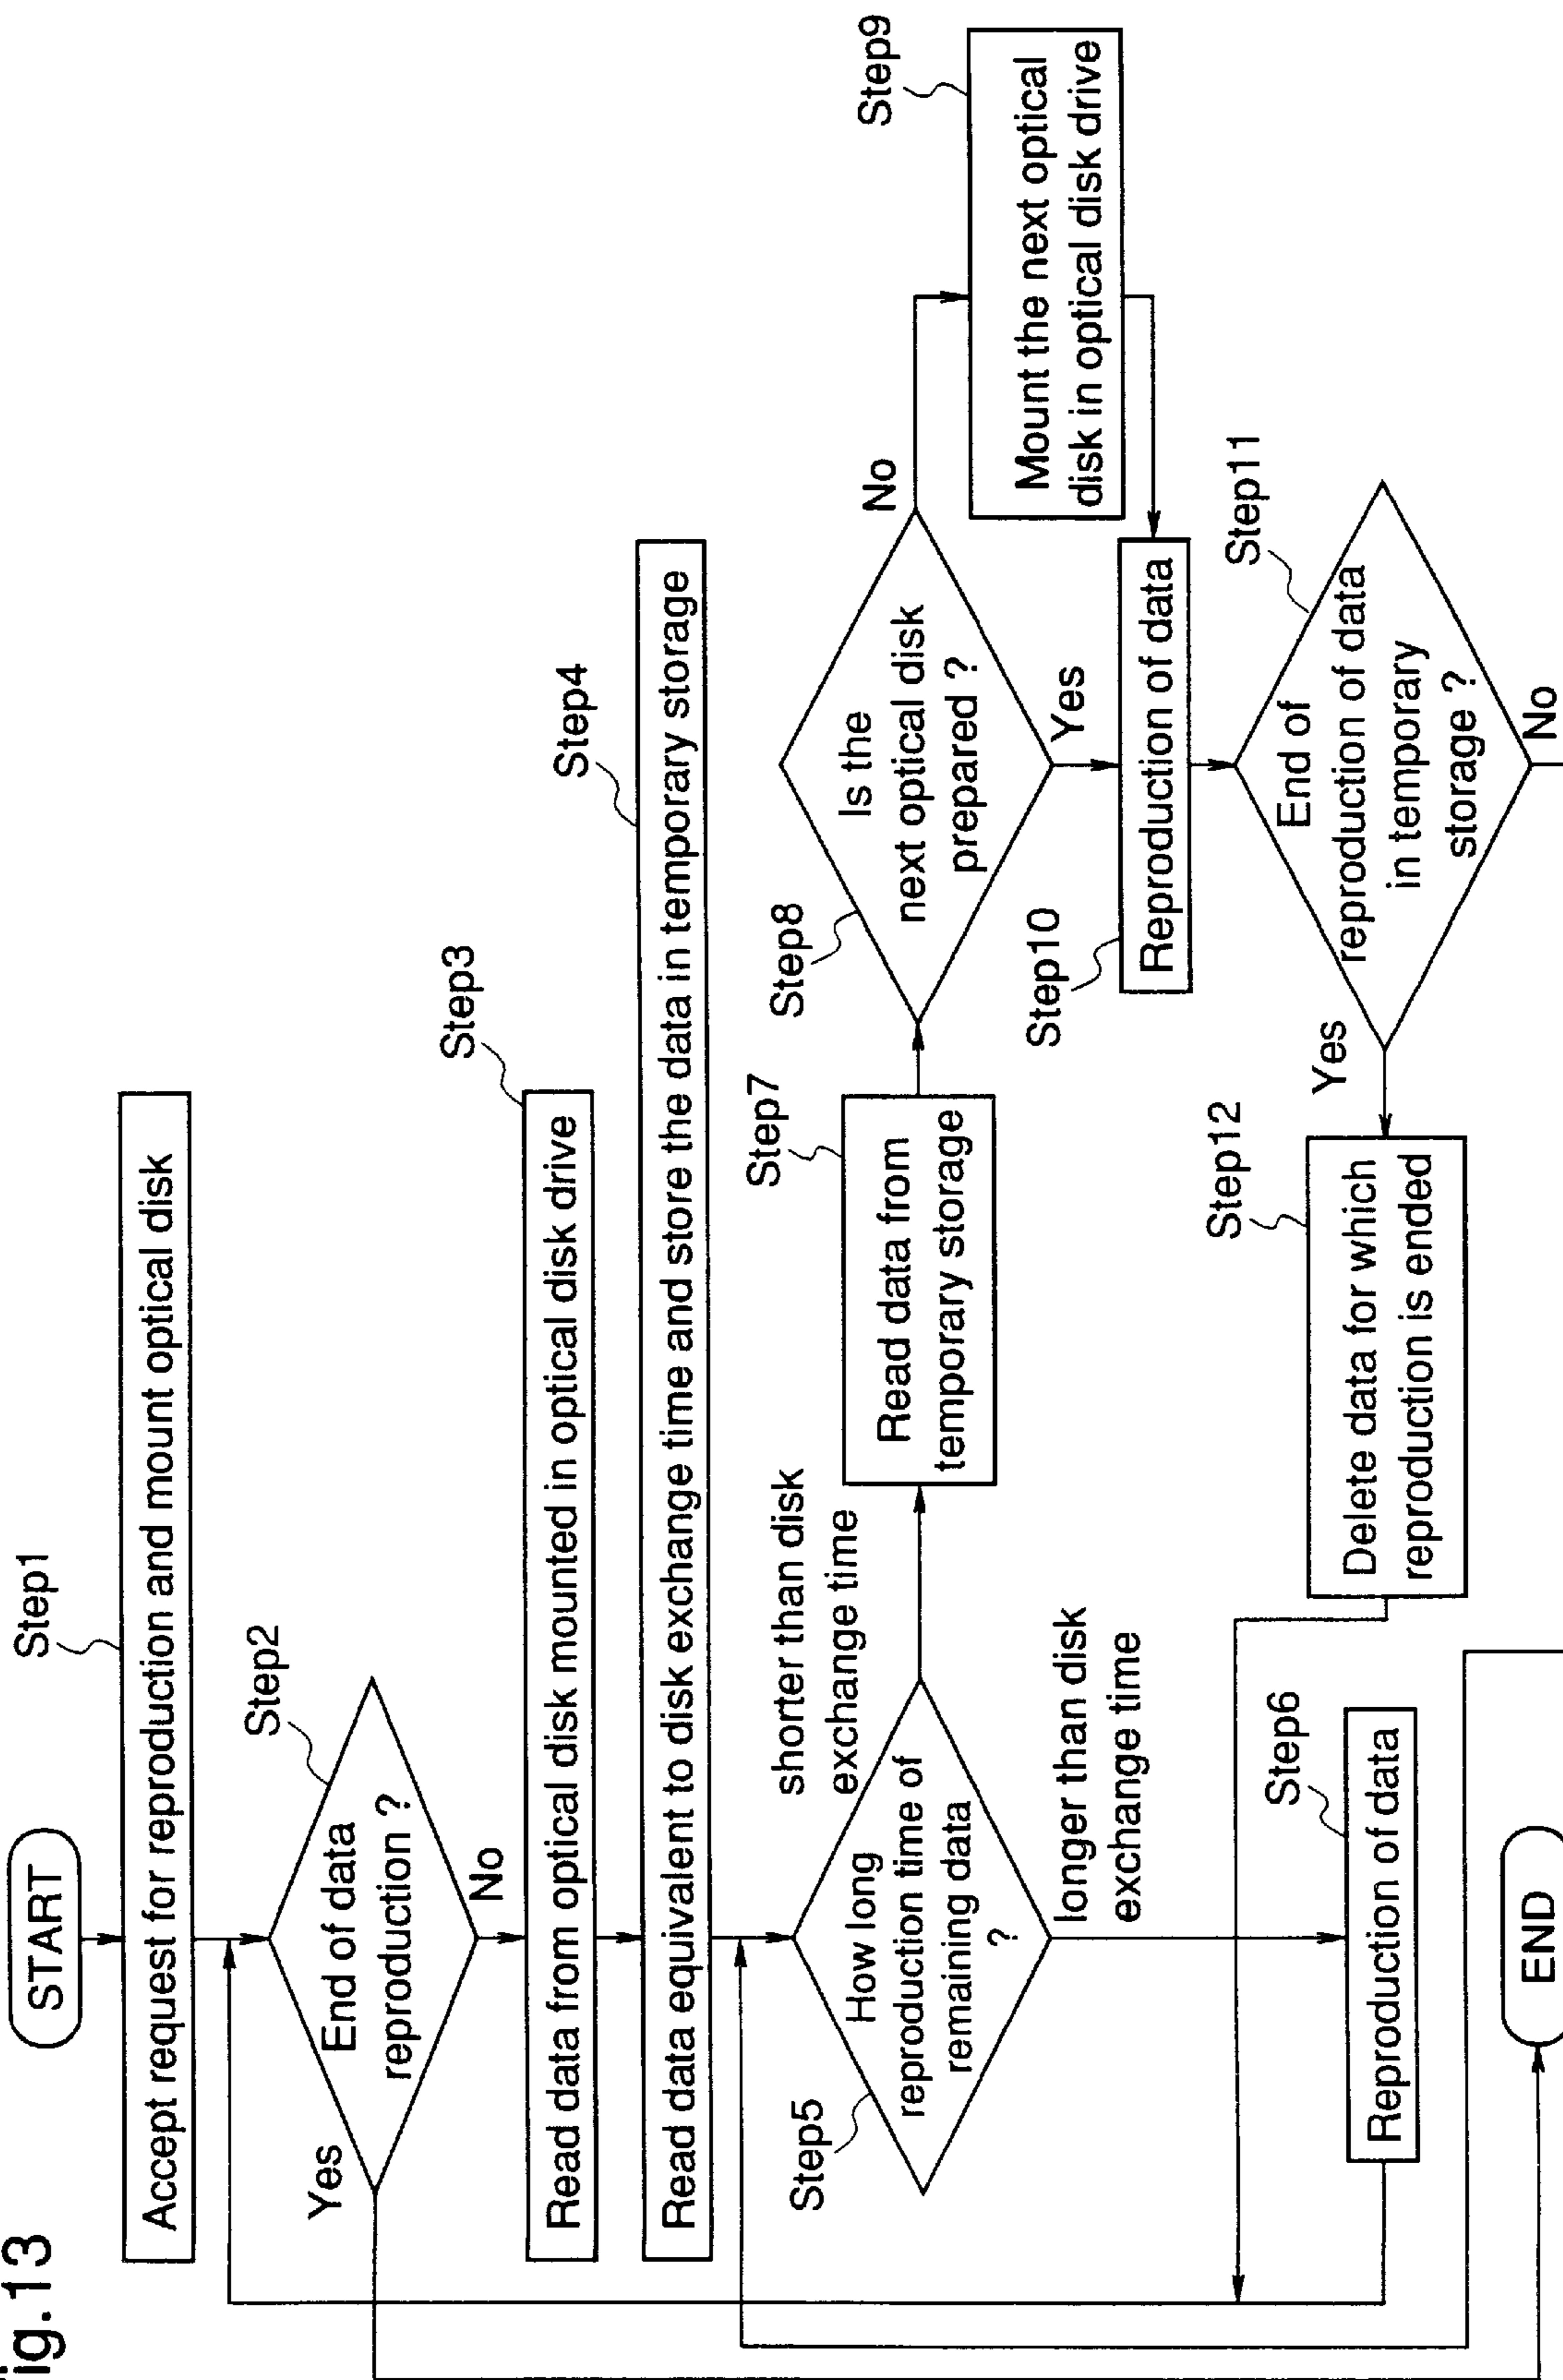 ig.13
START
Step1
Accept request for reproduction and mount optical disk
Step2
End of data
reproduction ?
Yes
No
Step3
Read data from optical disk mounted in optical disk drive
Step4
Read data equivalent to disk exchange time and store the data in temporary storage
Step5
How long
reproduction time of
remaining data
?
shorter than disk
exchange time
longer than disk
exchange time
Step6
Reproduction of data
Step7
Read data from
temporary storage
Step8
Is the
next optical disk
prepared ?
No
Yes
Step9
Mount the next optical
disk in optical disk drive
Step10
Reproduction of data
Step11
End of
reproduction of data
in temporary
storage ?
Yes
No
Step12
Delete data for which
reproduction is ended
END